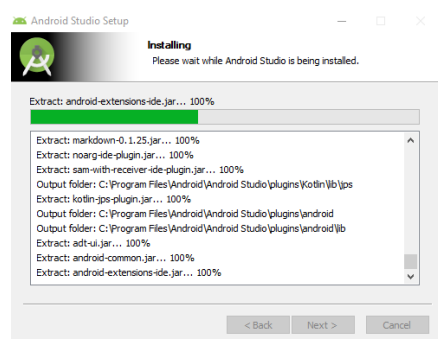 Android Studio Setup
Installing
Please wait while Android Studio is being installed.
Extract: android-extensions-ide.jar... 100%
Extract: markdown-0.1.25.jar... 100%
Extract: noarg-ide-plugin.jar... 100%
Extract: sam-with-receiver-ide-plugin.jar... 100%
Output folder: C:\Program Files\Android\Android Studio\plugins\Kotlin\lib\jps
Extract: kotlin-jps-plugin.jar... 100%
Output folder: C:\Program Files\Android\Android Studio\plugins\android
Output folder: C:\Program Files\Android\Android Studio\plugins\android\lib
Extract: adt-ui.jar... 100%
Extract: android-common.jar... 100%
Extract: android-extensions-ide.jar... 100%
< Back Next > Cancel